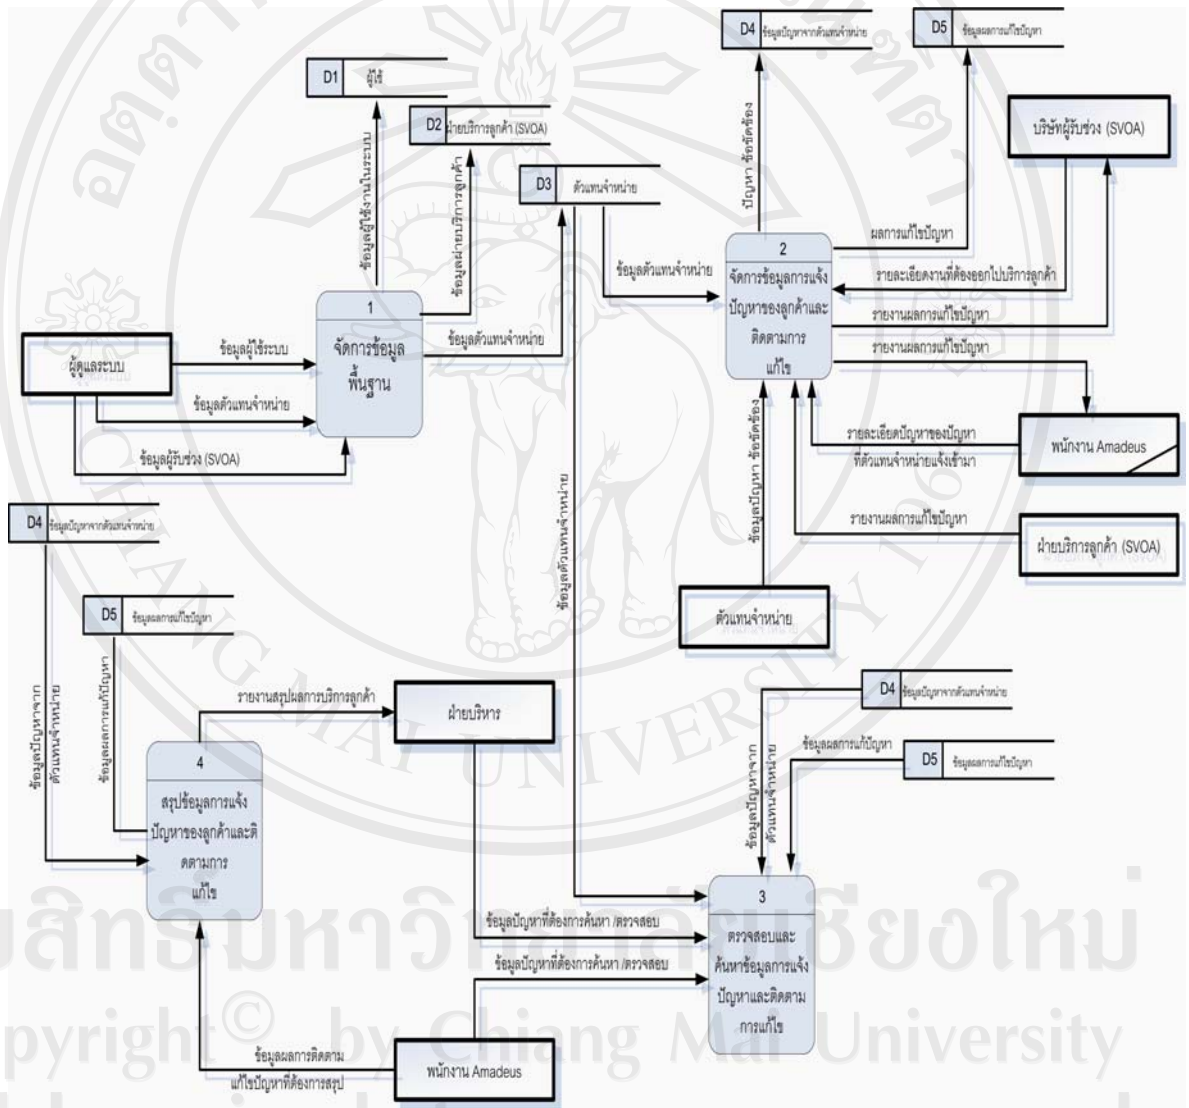 D4 ข้อมูลปัญหาจากตัวแทนจำหน่าย
D5 ข้อมูลผลการแก้ไขปัญหา
D1 ผู้ใช้
D2 ฝ่ายบริการลูกค้า (SVOA)
บริษัทผู้รับช่วง (SVOA)
D3 ตัวแทนจำหน่าย
ข้อมูลผู้ใช้งานในระบบ
ข้อมูลฝ่ายบริการลูกค้า
ปัญหา ข้อขัดข้อง
ผลการแก้ไขปัญหา
2
จัดการข้อมูลการแจ้ง
ปัญหาของลูกค้าและ
ติดตามการ
แก้ไข
ข้อมูลตัวแทนจำหน่าย
รายละเอียดงานที่ต้องออกไปบริการลูกค้า
รายงานผลการแก้ไขปัญหา
รายงานผลการแก้ไขปัญหา
1
จัดการข้อมูล
พื้นฐาน
ข้อมูลตัวแทนจำหน่าย
ผู้ดูแลระบบ
ข้อมูลผู้ใช้ระบบ
ข้อมูลตัวแทนจำหน่าย
ข้อมูลผู้รับช่วง (SVOA)
รายละเอียดปัญหาของปัญหา
ที่ตัวแทนจำหน่ายแจ้งเข้ามา
พนักงาน Amadeus
รายงานผลการแก้ไขปัญหา
ฝ่ายบริการลูกค้า (SVOA)
ข้อมูลปัญหา ข้อขัดข้อง
ข้อมูลตัวแทนจำหน่าย
ตัวแทนจำหน่าย
D4 ข้อมูลปัญหาจากตัวแทนจำหน่าย
D5 ข้อมูลผลการแก้ไขปัญหา
ข้อมูลปัญหาจาก
ตัวแทนจำหน่าย
ข้อมูลผลการแก้ปัญหา
รายงานสรุปผลการบริการลูกค้า
ฝ่ายบริหาร
D4 ข้อมูลปัญหาจากตัวแทนจำหน่าย
ข้อมูลผลการแก้ปัญหา
D5 ข้อมูลผลการแก้ไขปัญหา
ข้อมูลปัญหาจาก
ตัวแทนจำหน่าย
4
สรุปข้อมูลการแจ้ง
ปัญหาของลูกค้าและติ
ดตามการ
แก้ไข
3
ตรวจสอบและ
ค้นหาข้อมูลการแจ้ง
ปัญหาและติดตาม
การแก้ไข
ข้อมูลปัญหาที่ต้องการค้นหา /ตรวจสอบ
ข้อมูลปัญหาที่ต้องการค้นหา /ตรวจสอบ
ข้อมูลผลการติดตาม
แก้ไขปัญหาที่ต้องการสรุป
พนักงาน Amadeus
CHIANG MAI UNIVERSITY 196
มหาวิทยาลัยเชียงใหม่
pyright © by Chiang Mai University